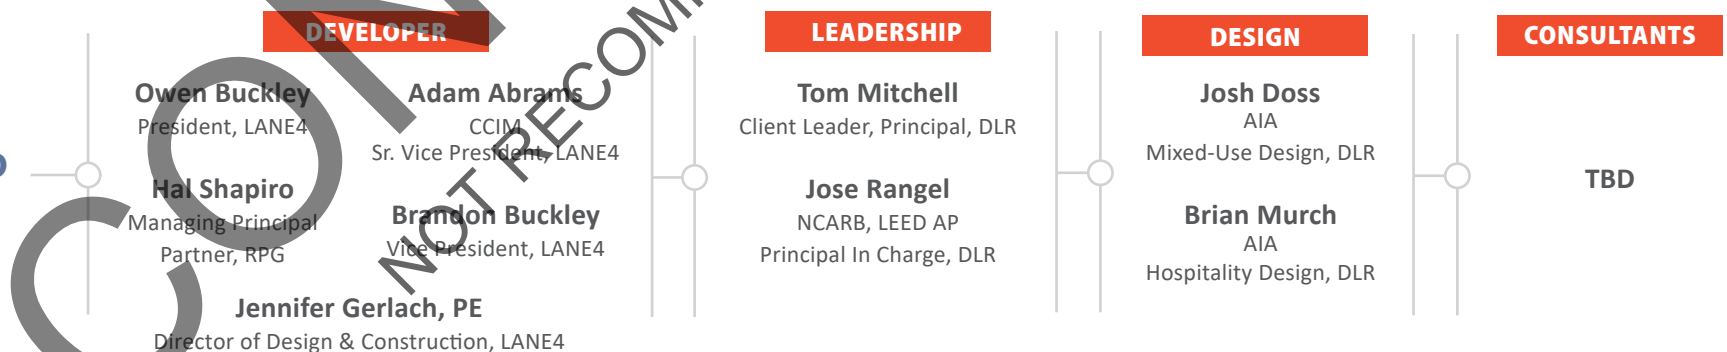 DEVELOPER
Owen Buckley
President, LANE4
Adam Abrams
CCIM
Sr. Vice President, LANE4
Hal Shapiro
Managing Principal
Partner, RPG
Brandon Buckley
Vice President, LANE4
Jennifer Gerlach, PE
Director of Design & Construction, LANE4
LEADERSHIP
Tom Mitchell
Client Leader, Principal, DLR
Jose Rangel
NCARB, LEED AP
Principal In Charge, DLR
DESIGN
Josh Doss
AIA
Mixed-Use Design, DLR
Brian Murch
AIA
Hospitality Design, DLR
CONSULTANTS
TBD
CON
NOT RECOM